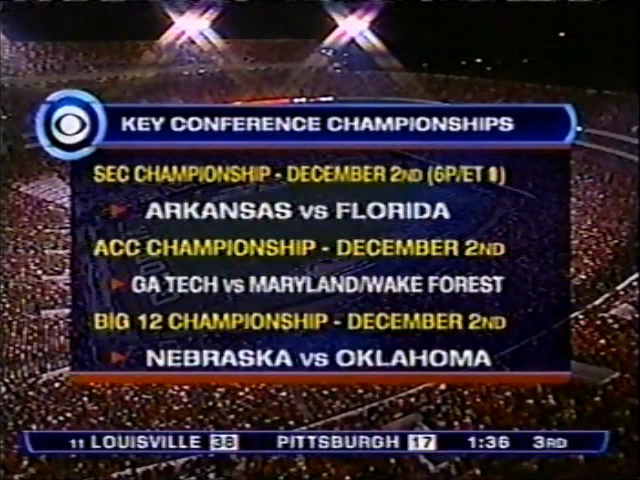 KEY CONFERENCE CHAMPIONSHIPS
SEC CHAMPIONSHIP - DECEMBER 2ND (6P/ET
ARKANSAS VS FLORIDA
ACC CHAMPIONSHIP - DECEMBER 2ND
GA TECH VS MARYLAND/WAKE FOREST
BIG 12 CHAMPIONSHIP - DECEMBER 2ND
NEBRASKA VS OKLAHOMA
11 LOUISVILLE 38 PITTSBURGH 17 1:36 3RD